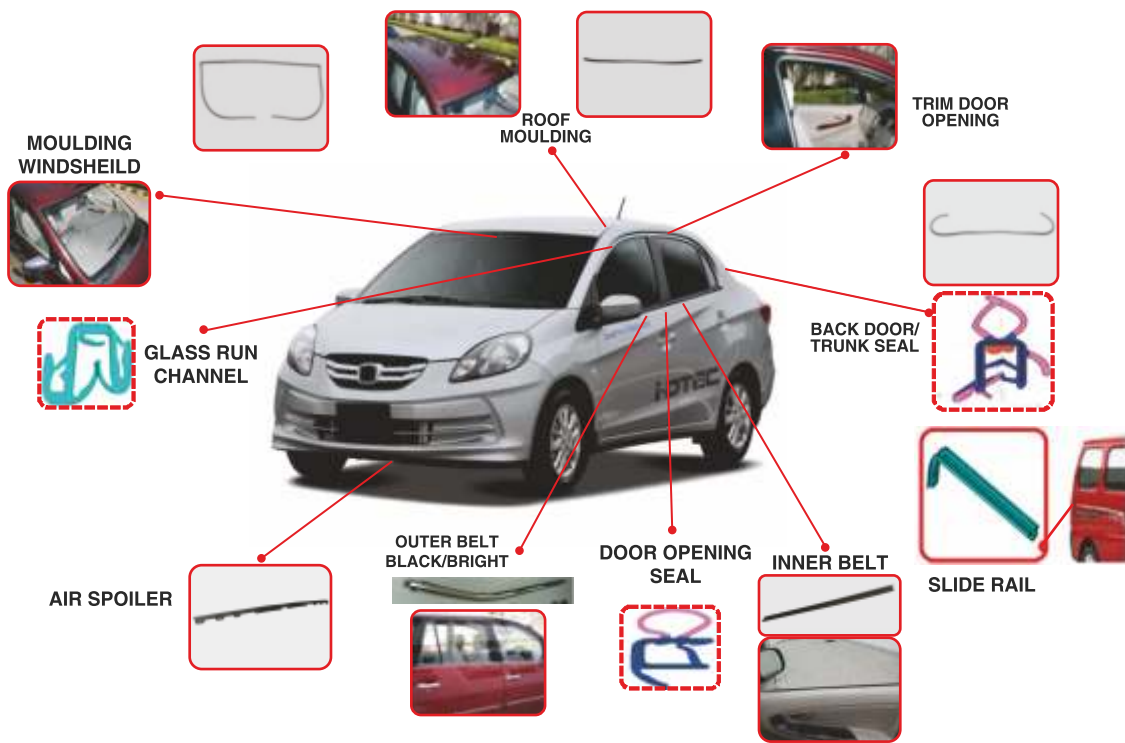 ROOF
MOULDING
TRIM DOOR
OPENING
MOULDING
WINDSHEILD
GLASS RUN
CHANNEL
BACK DOOR/
TRUNK SEAL
i-DTEC
AIR SPOILER
OUTER BELT
BLACK/BRIGHT
DOOR OPENING
SEAL
INNER BELT
SLIDE RAIL